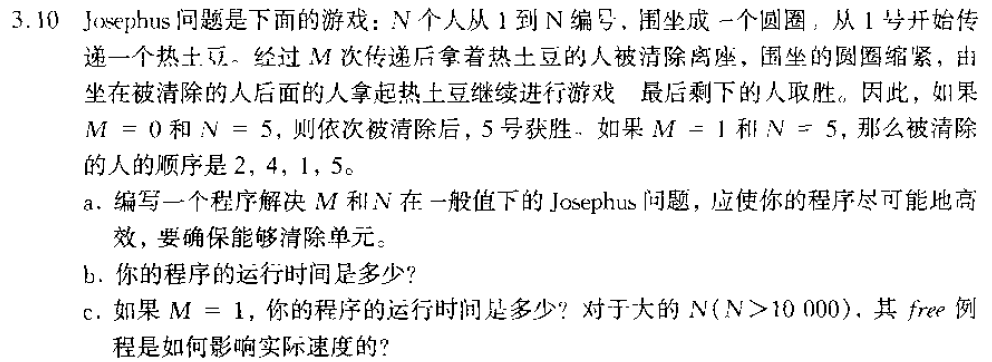 3.10 Josephus 问题是下面的游戏：N 个人从 1 到 N 编号，围坐成一个圆圈。从 1 号开始传
递一个热土豆。经过 M 次传递后拿着热土豆的人被清除离座，围坐的圆圈缩紧，由
坐在被清除的人后面的人拿起热土豆继续进行游戏 最后剩下的人取胜。因此，如果
M = 0 和 N = 5，则依次被清除后，5 号获胜。如果 M = 1 和 N = 5，那么被清除
的人的顺序是 2, 4, 1, 5。
a. 编写一个程序解决 M 和 N 在一般值下的 Josephus 问题，应使你的程序尽可能地高
效，要确保能够清除单元。
b. 你的程序的运行时间是多少?
c. 如果 M = 1，你的程序的运行时间是多少? 对于大的 N(N>10 000)，其 free 例
程是如何影响实际速度的?